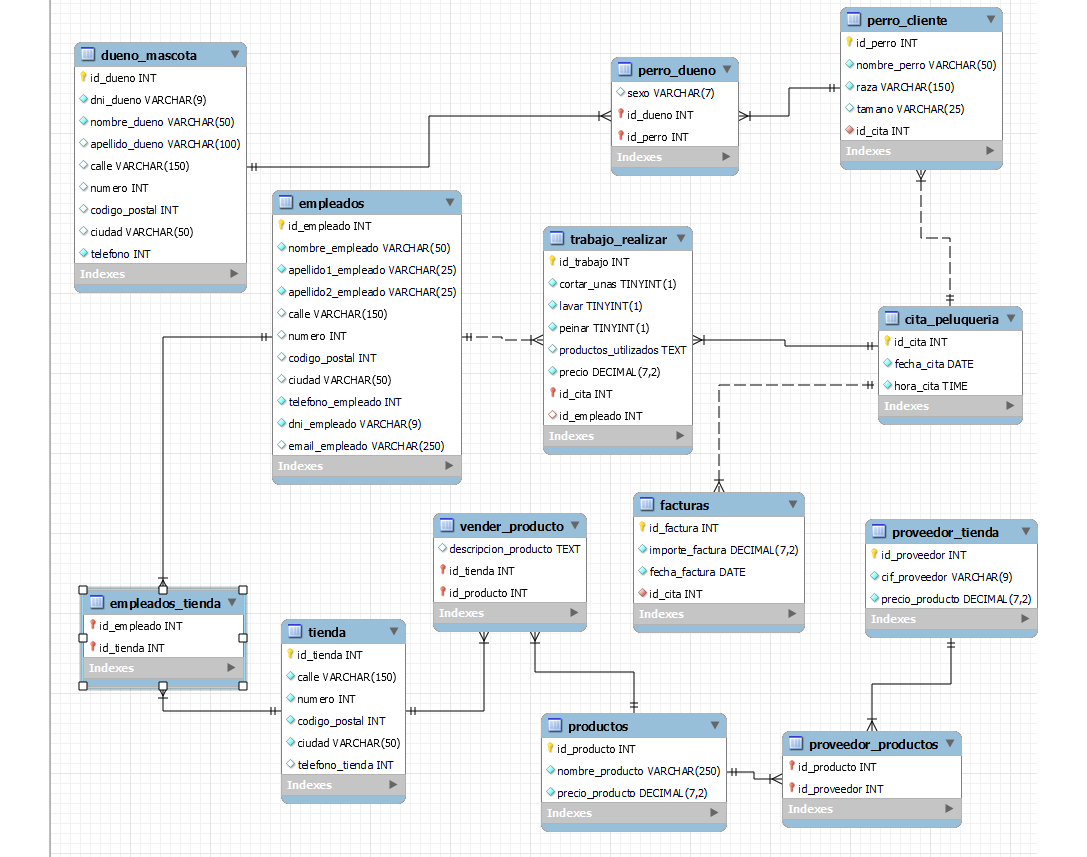 dueno_mascota
id_dueno INT
dni_dueno VARCHAR(9)
nombre_dueno VARCHAR(50)
apellido_dueno VARCHAR(100)
calle VARCHAR(150)
numero INT
codigo_postal INT
ciudad VARCHAR(50)
telefono INT
Indexes
perro_dueno
sexo VARCHAR(7)
id_dueno INT
id_perro INT
Indexes
perro_cliente
id_perro INT
nombre_perro VARCHAR(50)
raza VARCHAR(150)
tamano VARCHAR(25)
id_cita INT
Indexes
empleados
id_empleado INT
nombre_empleado VARCHAR(50)
apellido1_empleado VARCHAR(25)
apellido2_empleado VARCHAR(25)
calle VARCHAR(150)
numero INT
codigo_postal INT
ciudad VARCHAR(50)
telefono_empleado INT
dni_empleado VARCHAR(9)
email_empleado VARCHAR(250)
Indexes
trabajo_realizar
id_trabajo INT
cortar_unas TINYINT(1)
lavar TINYINT(1)
peinar TINYINT(1)
productos_utilizados TEXT
precio DECIMAL(7,2)
id_cita INT
id_empleado INT
Indexes
cita_peluqueria
id_cita INT
fecha_cita DATE
hora_cita TIME
Indexes
facturas
id_factura INT
importe_factura DECIMAL(7,2)
fecha_factura DATE
id_cita INT
Indexes
vender_producto
descripcion_producto TEXT
id_tienda INT
id_producto INT
Indexes
proveedor_tienda
id_proveedor INT
cif_proveedor VARCHAR(9)
precio_producto DECIMAL(7,2)
Indexes
empleados_tienda
id_empleado INT
id_tienda INT
Indexes
tienda
id_tienda INT
calle VARCHAR(150)
numero INT
codigo_postal INT
ciudad VARCHAR(50)
telefono_tienda INT
Indexes
productos
id_producto INT
nombre_producto VARCHAR(250)
precio_producto DECIMAL(7,2)
Indexes
proveedor_productos
id_producto INT
id_proveedor INT
Indexes